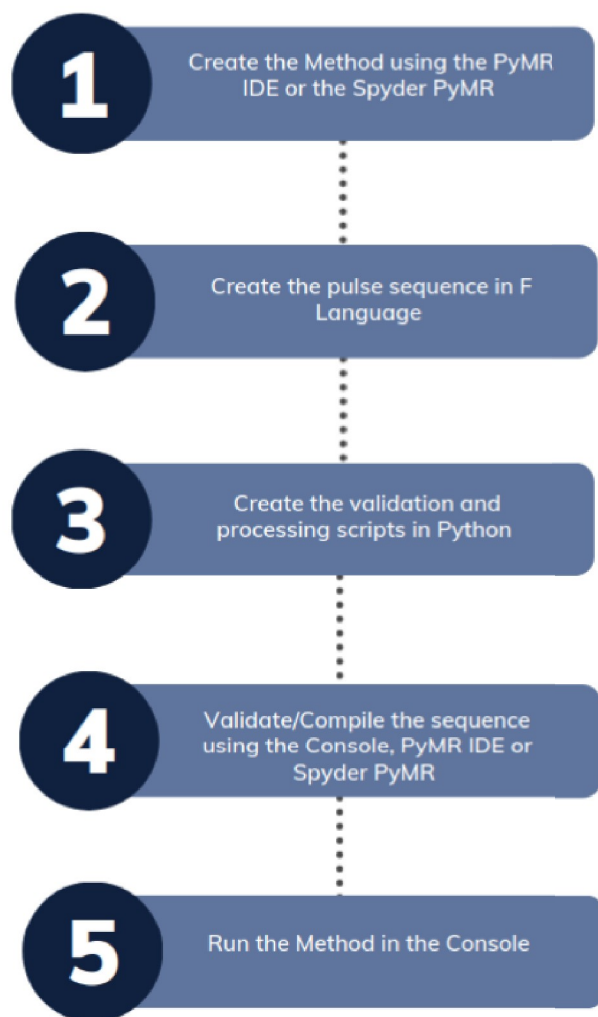 1
Create the Method using the PyMR
IDE or the Spyder PyMR
2
Create the pulse sequence in F
Language
3
Create the validation and
processing scripts in Python
4
Validate/Compile the sequence
using the Console, PyMR IDE or
Spyder PyMR
5
Run the Method in the Console